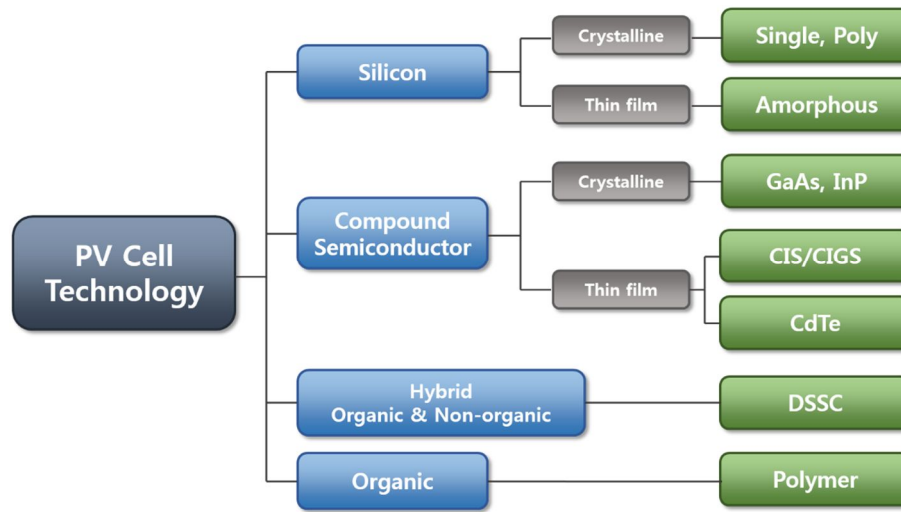 PV Cell
Technology
Silicon
Crystalline
Single, Poly
Thin film
Amorphous
Compound
Semiconductor
Crystalline
GaAs, InP
Thin film
CIS/CIGS
CdTe
Hybrid
Organic & Non-organic
DSSC
Organic
Polymer